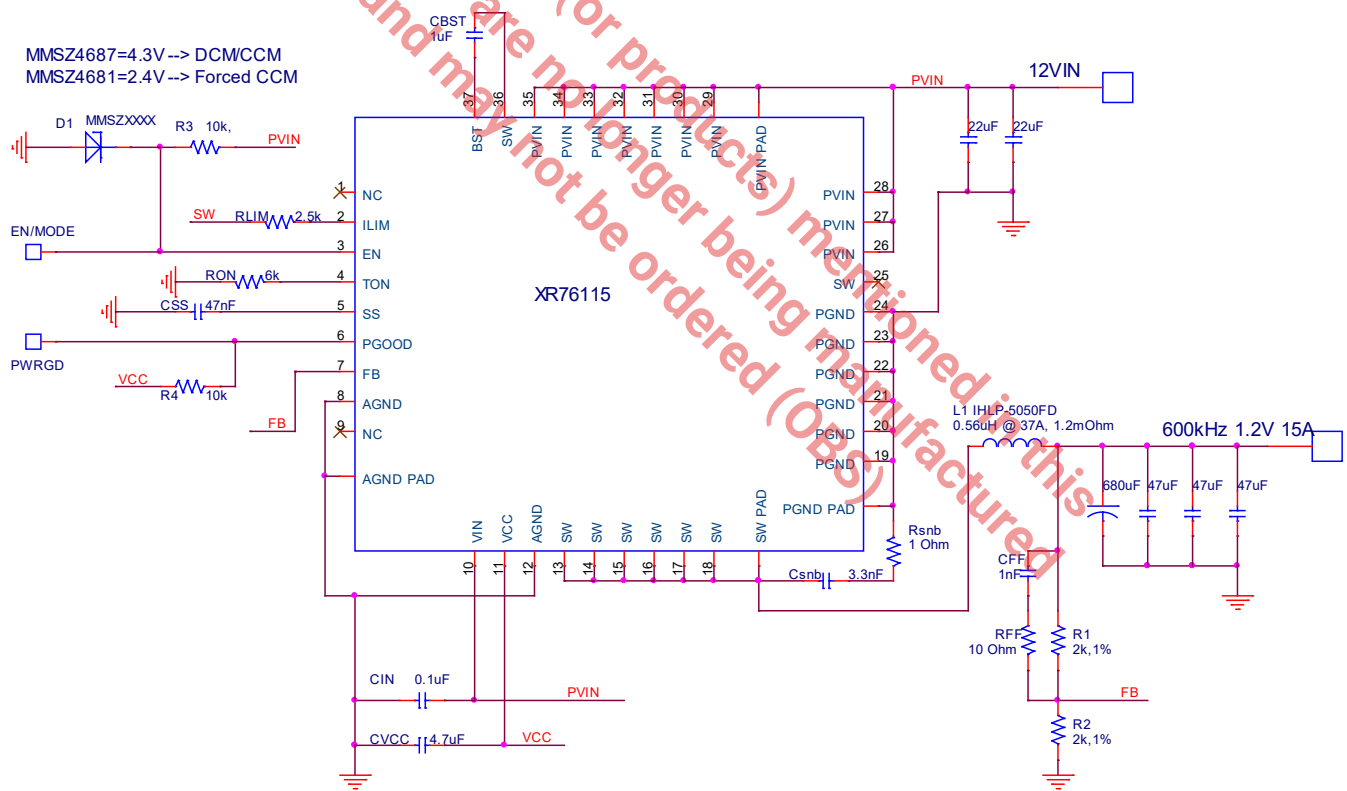 (or products) mentioned in this
are no longer being manufactured
and may not be ordered (OBS)
MMSZ4687=4.3V --> DCM/CCM
MMSZ4681=2.4V --> Forced CCM
CBST
1uF
PVIN
12VIN
37
36
35
34
33
32
31
30
29
BST
SW
PVIN
PVIN
PVIN
PVIN
PVIN
PVIN
PVIN
PVIN PAD
22uF
22uF
D1
MMSZXXXX
R3
10k,
PVIN
1
NC
SW
RLIM
2.5k
2
ILIM
EN/MODE
3
EN
RON
6k
4
TON
CSS
47nF
5
SS
6
PGOOD
PWRGD
VCC
R4
10k
7
FB
8
AGND
FB
9
NC
AGND PAD
XR76115
PVIN
28
PVIN
27
PVIN
26
SW
25
PGND
24
PGND
23
PGND
22
PGND
21
PGND
20
PGND
19
PGND PAD
VIN
VCC
AGND
SW
SW
SW
SW
SW
SW
SW PAD
10
11
12
13
14
15
16
17
18
Rsnb
1 Ohm
Csnb
3.3nF
L1 IHLP-5050FD
0.56uH @ 37A, 1.2mOhm
600kHz 1.2V 15A
680uF
47uF
47uF
47uF
CFF
1nF
RFF
10 Ohm
R1
2k,1%
FB
R2
2k,1%
CIN
0.1uF
PVIN
CVCC
4.7uF
VCC